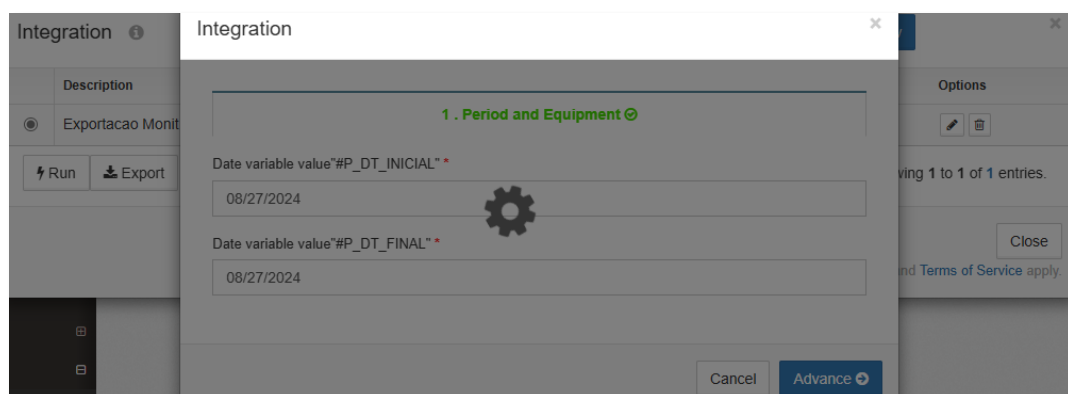 Integration
Integration
Description
Options
Exportacao Monit
1 . Period and Equipment
Run
Export
Date variable value"#P_DT_INICIAL" *
ving 1 to 1 of 1 entries.
08/27/2024
Date variable value"#P_DT_FINAL" *
Close
08/27/2024
and Terms of Service apply.
Cancel
Advance